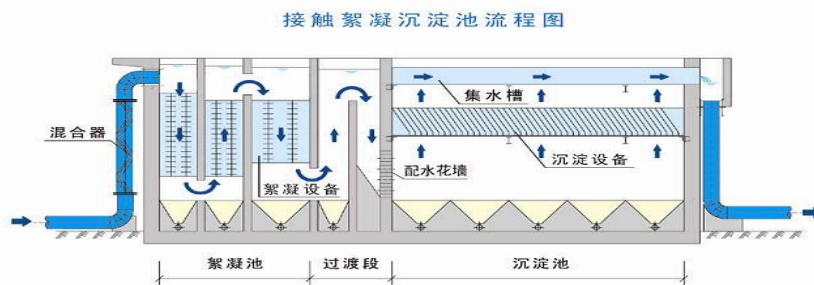 接触絮凝沉淀池流程图
集水槽
混合器
沉淀设备
配水花墙
絮凝设备
絮凝池
过渡段
沉淀池